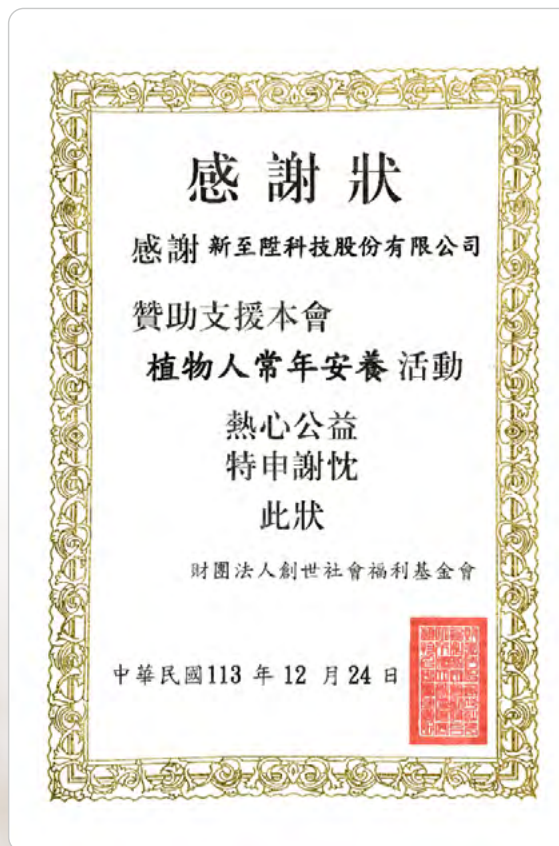 感謝狀
感謝 新至陞科技股份有限公司
贊助支援本會
植物人常年安養 活動
熱心公益
特申謝忱
此狀
財團法人創世社會福利基金會
中華民國113 年 12 月 24 日